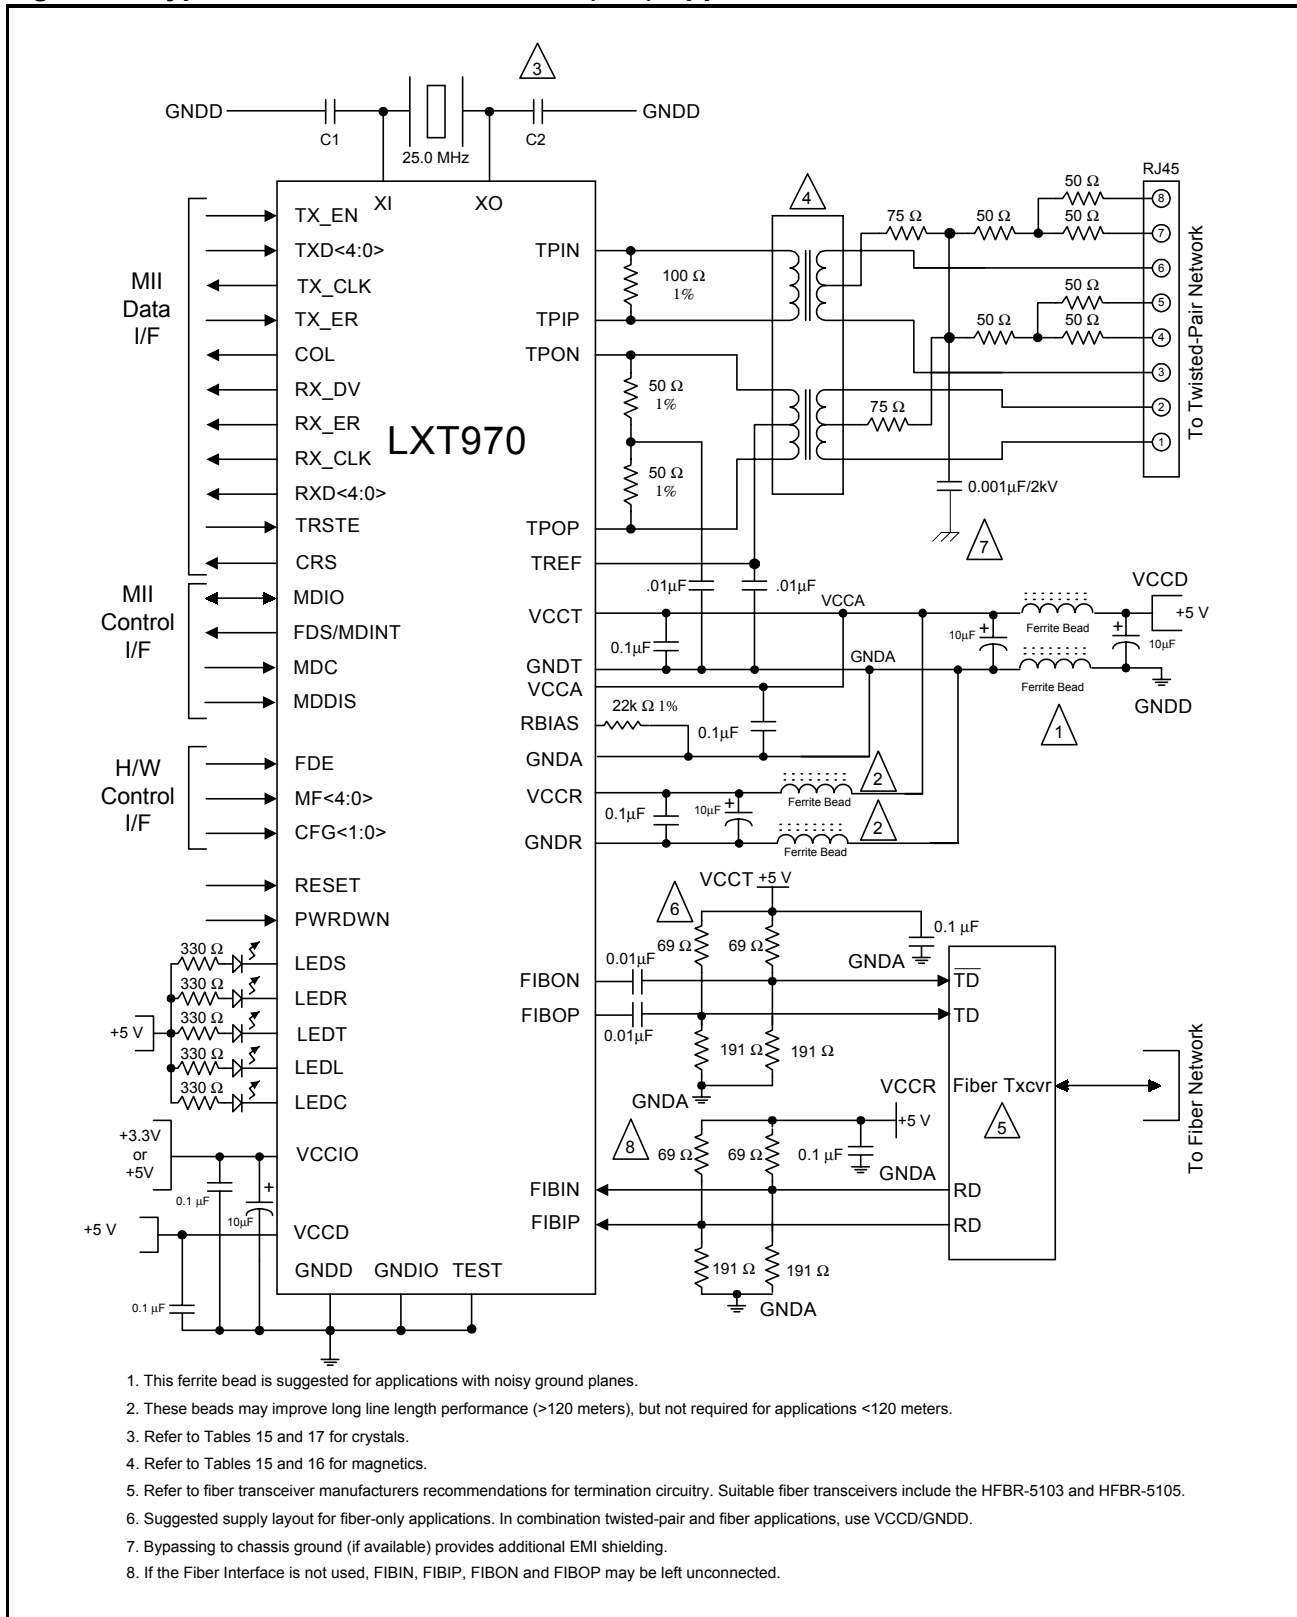 3
GNDD
C1
25.0 MHz
C2
GNDD
XI
XO
MII
Data
I/F
TX_EN
TXD<4:0>
TX_CLK
TX_ER
COL
RX_DV
RX_ER
RX_CLK
RXD<4:0>
TRSTE
CRS
MII
Control
I/F
MDIO
FDS/MDINT
MDC
MDDIS
H/W
Control
I/F
FDE
MF<4:0>
CFG<1:0>
RESET
PWRDWN
330 Ω
LEDS
330 Ω
LEDR
+5 V
330 Ω
LEDT
330 Ω
LEDL
330 Ω
LEDC
+3.3V
or
+5V
VCCIO
0.1 µF
10µF
+
+5 V
VCCD
0.1 µF
GNDD
GNDIO
TEST
LXT970
TPIN
TPIP
TPON
TPOP
TREF
VCCT
GNDT
VCCA
RBIAS
GNDA
VCCR
GNDR
FIBON
FIBOP
FIBIN
FIBIP
100 Ω
1%
50 Ω
1%
50 Ω
1%
4
75 Ω
50 Ω
50 Ω
50 Ω
50 Ω
50 Ω
50 Ω
75 Ω
RJ45
8
7
6
5
4
3
2
1
To Twisted-Pair Network
0.001µF/2kV
7
.01µF
.01µF
VCCA
0.1µF
GNDA
10µF
+
Ferrite Bead
Ferrite Bead
+
10µF
VCCD
+5 V
GNDD
1
22k Ω 1%
0.1µF
0.1µF
10µF
+
Ferrite Bead
2
Ferrite Bead
2
VCCT
+5 V
6
69 Ω
69 Ω
0.1 µF
GNDA
0.01µF
0.01µF
191 Ω
191 Ω
GNDA
TD
TD
Fiber Txcvr
5
RD
RD
To Fiber Network
VCCR
+5 V
8
69 Ω
69 Ω
0.1 µF
GNDA
191 Ω
191 Ω
GNDA
1. This ferrite bead is suggested for applications with noisy ground planes.
2. These beads may improve long line length performance (>120 meters), but not required for applications <120 meters.
3. Refer to Tables 15 and 17 for crystals.
4. Refer to Tables 15 and 16 for magnetics.
5. Refer to fiber transceiver manufacturers recommendations for termination circuitry. Suitable fiber transceivers include the HFBR-5103 and HFBR-5105.
6. Suggested supply layout for fiber-only applications. In combination twisted-pair and fiber applications, use VCCD/GNDD.
7. Bypassing to chassis ground (if available) provides additional EMI shielding.
8. If the Fiber Interface is not used, FIBIN, FIBIP, FIBON and FIBOP may be left unconnected.